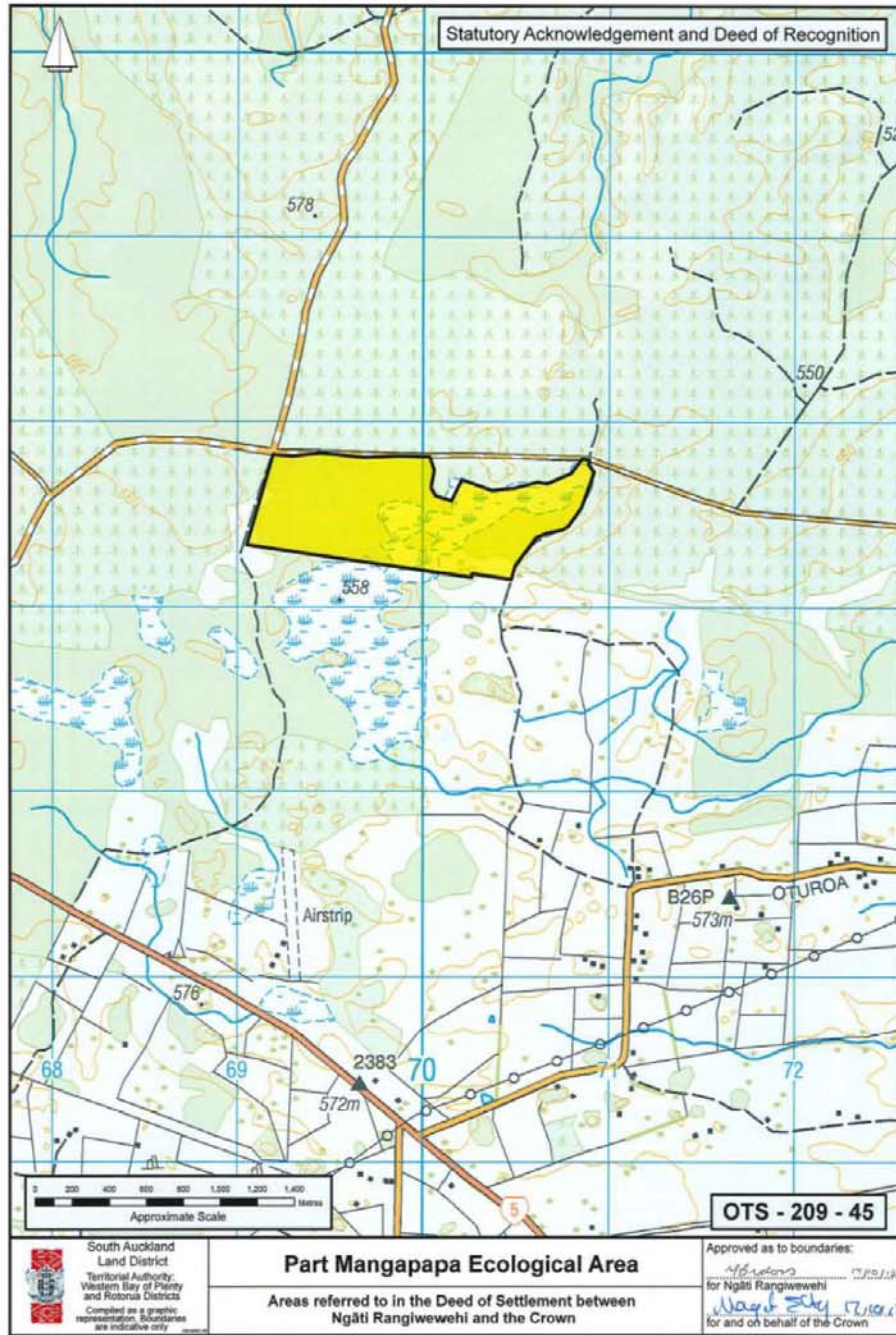 Statutory Acknowledgement and Deed of Recognition
578
550
558
Airstrip
B26P
573m
OTUROA
576
68
69
70
71
72
2383
572m
5
0 200 400 600 800 1,000 1,200 1,400
Metres
Approximate Scale
OTS - 209 - 45
South Auckland
Land District
Territorial Authority:
Western Bay of Plenty
and Rotorua Districts
Compiled as a graphic
representation. Boundaries
are indicative only
Part Mangapapa Ecological Area
Areas referred to in the Deed of Settlement between
Ngāti Rangiwewehi and the Crown
Approved as to boundaries:
for Ngāti Rangiwewehi
for and on behalf of the Crown